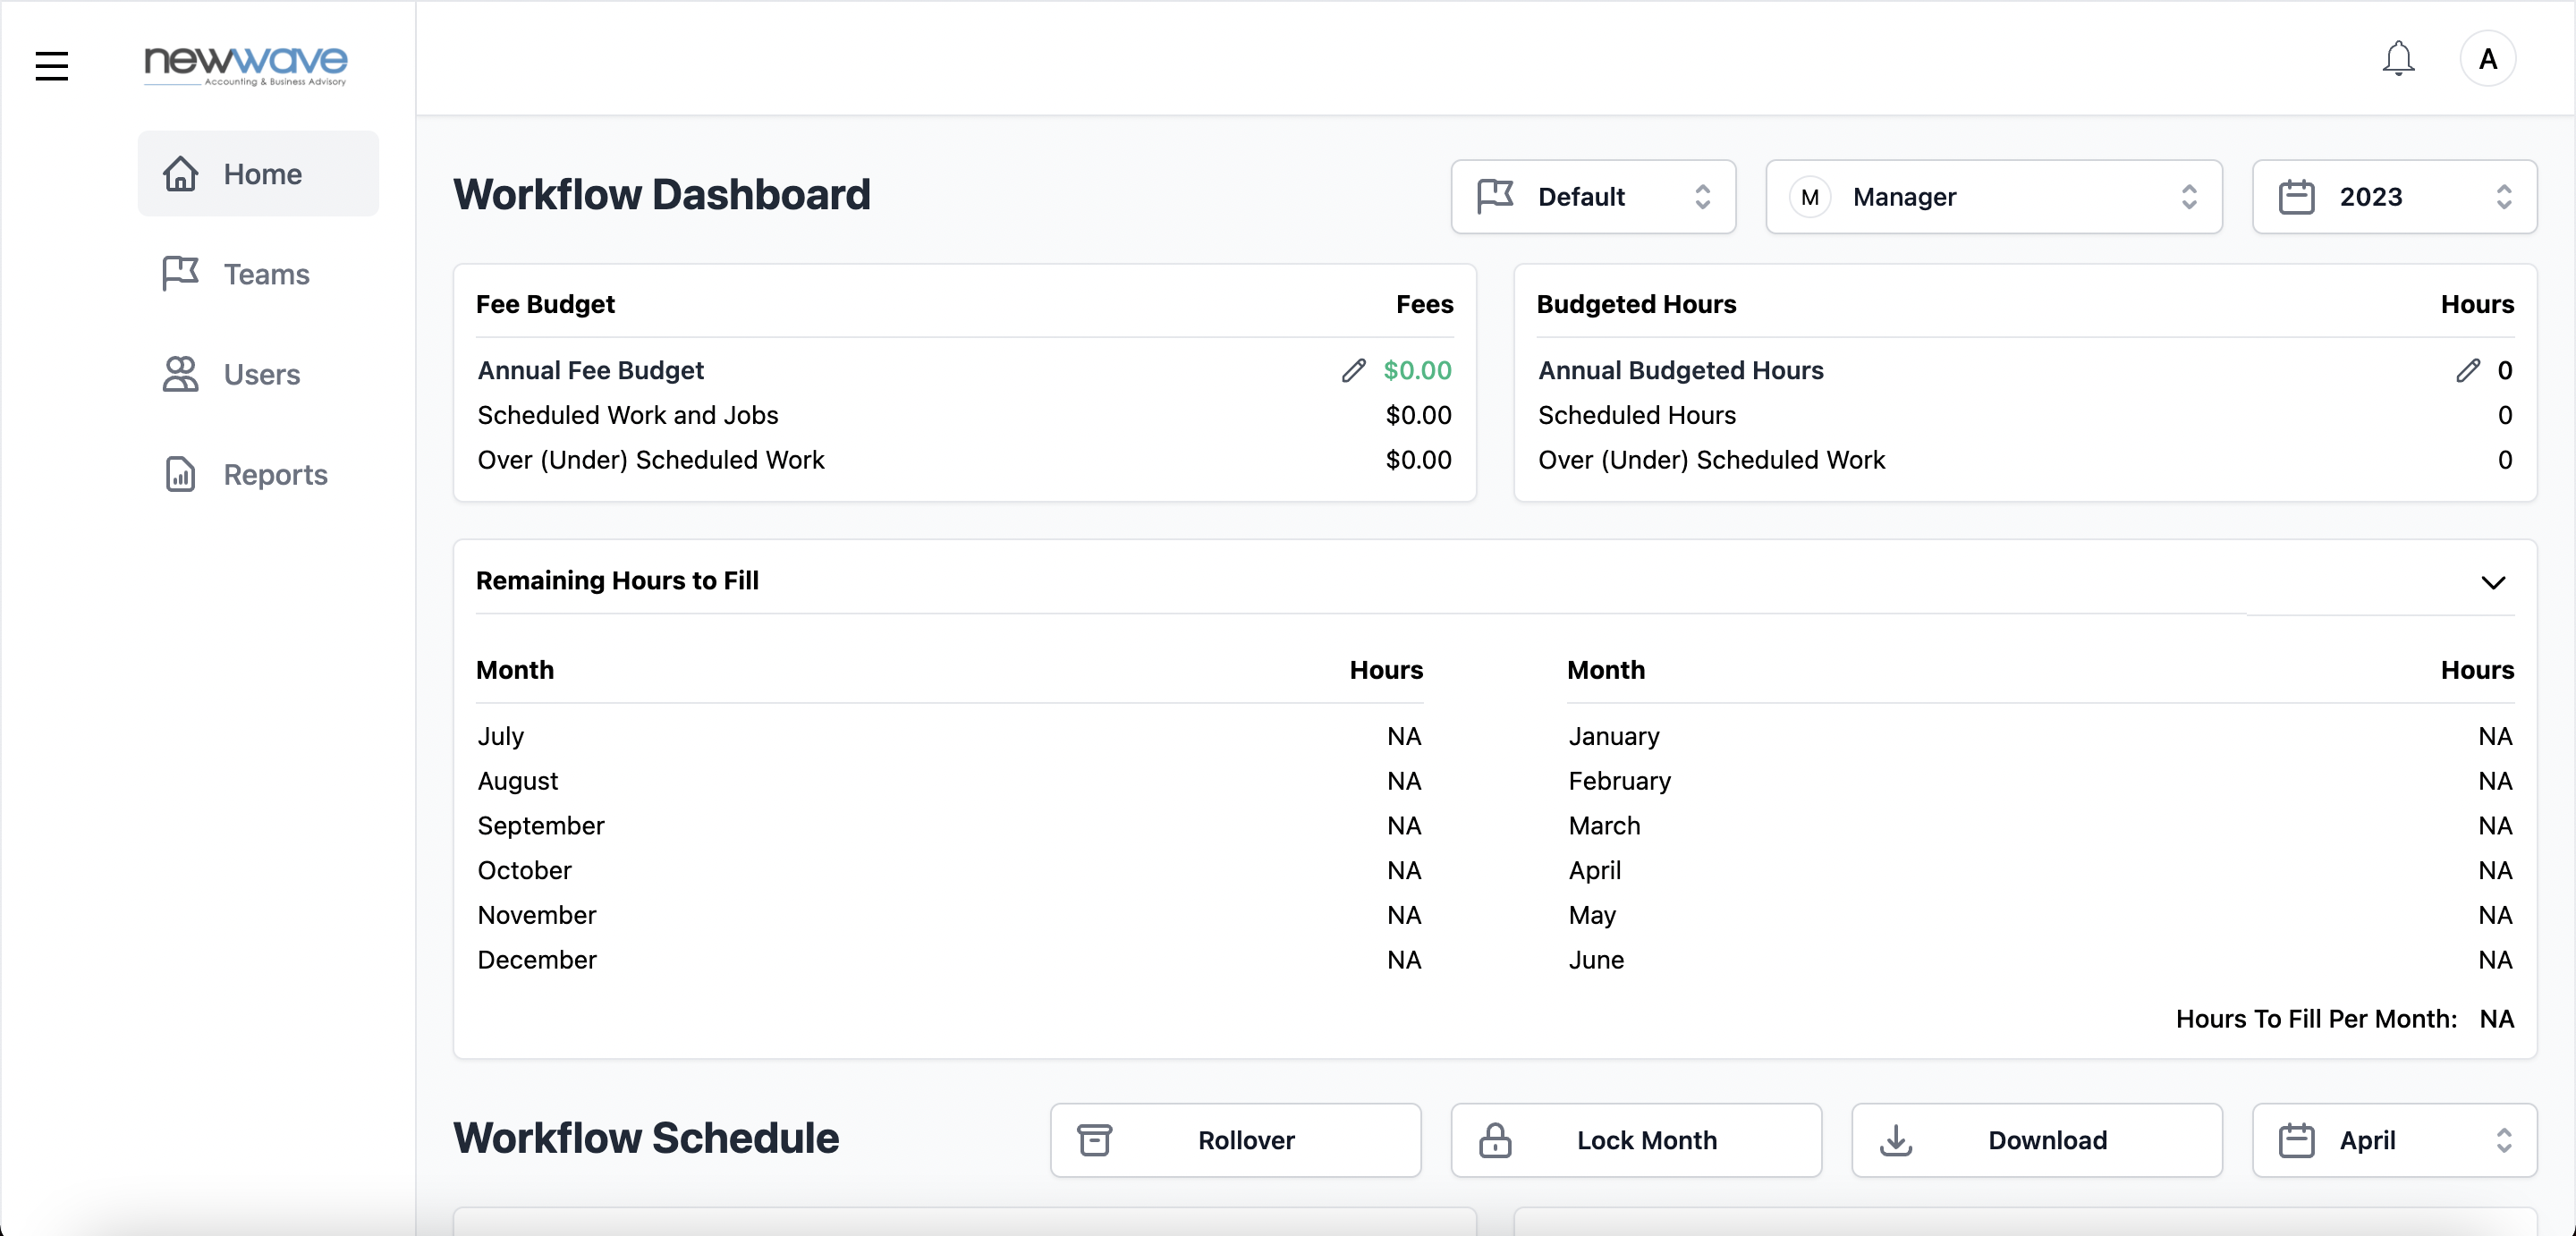 newwave
Accounting & Business Advisory
A
Home
Teams
Users
Reports
Workflow Dashboard
Default
M Manager
2023
Fee Budget Fees
Annual Fee Budget $0.00
Scheduled Work and Jobs $0.00
Over (Under) Scheduled Work $0.00
Budgeted Hours Hours
Annual Budgeted Hours 0
Scheduled Hours 0
Over (Under) Scheduled Work 0
Remaining Hours to Fill
Month Hours
July NA
August NA
September NA
October NA
November NA
December NA
Month Hours
January NA
February NA
March NA
April NA
May NA
June NA
Hours To Fill Per Month: NA
Workflow Schedule
Rollover
Lock Month
Download
April